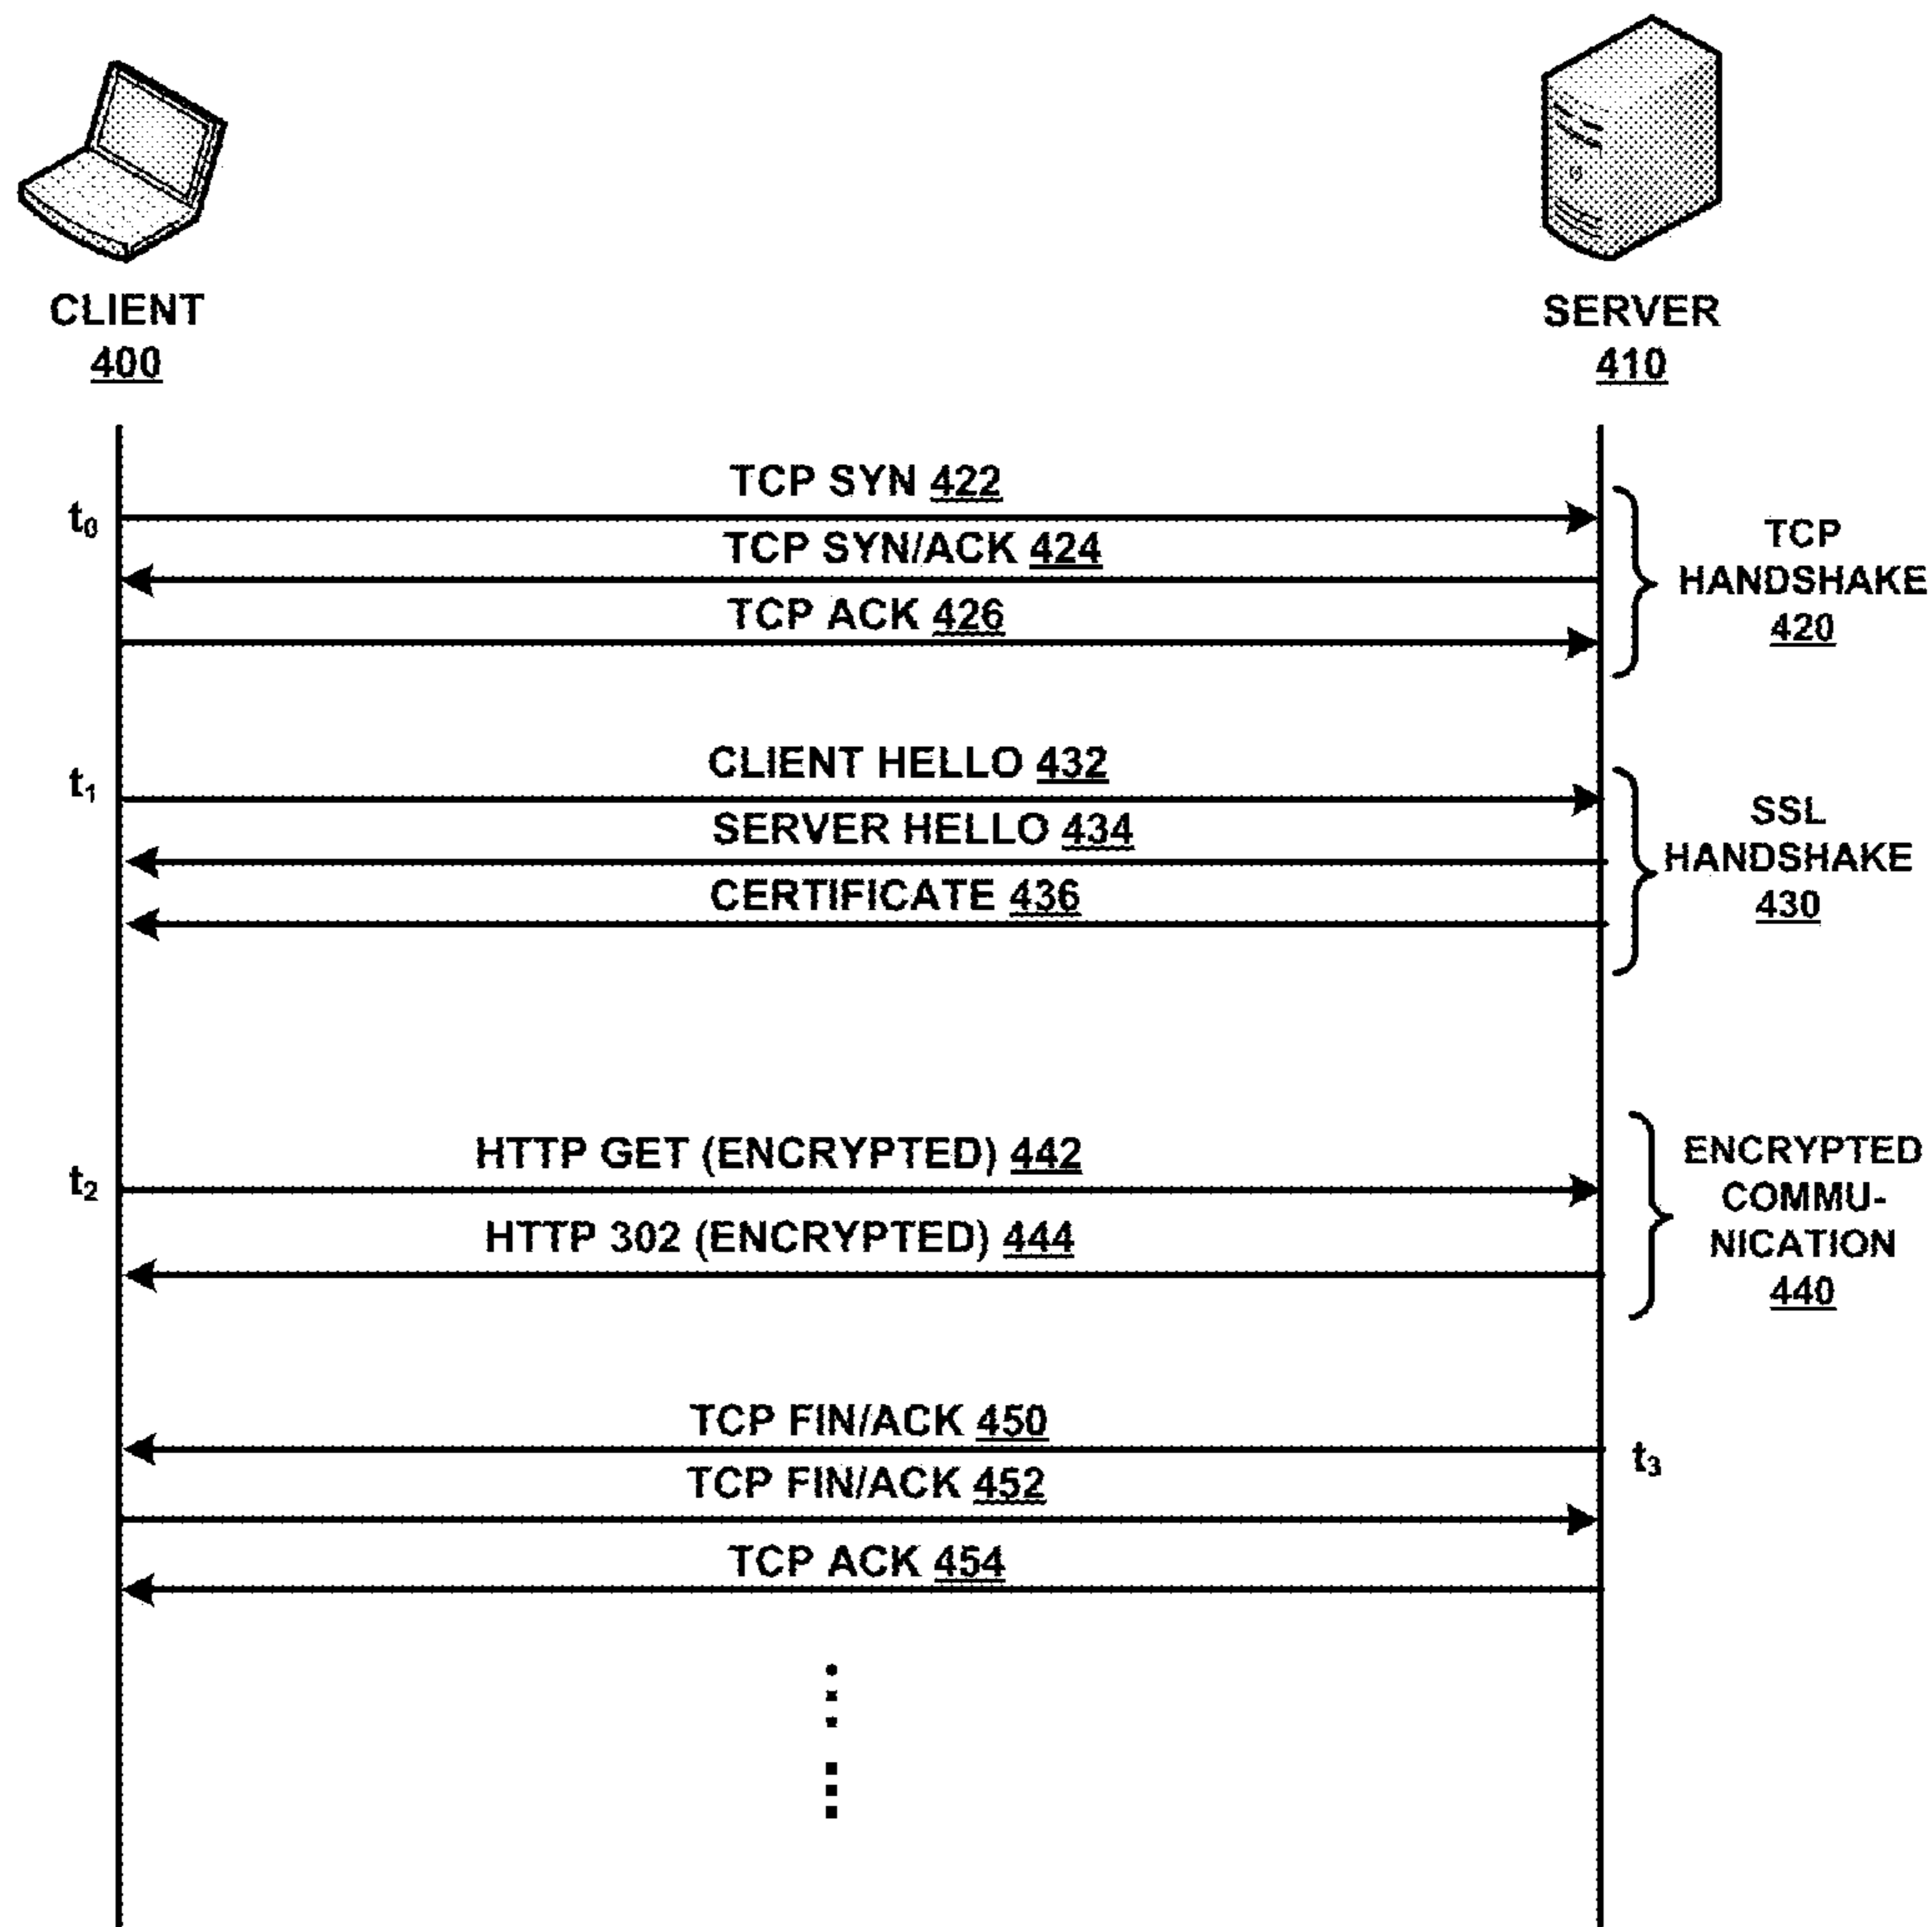 CLIENT
400
SERVER
410
TCP SYN 422
t0
TCP SYN/ACK 424
TCP ACK 426
TCP
HANDSHAKE
420
CLIENT HELLO 432
t1
SERVER HELLO 434
CERTIFICATE 436
SSL
HANDSHAKE
430
HTTP GET (ENCRYPTED) 442
t2
HTTP 302 (ENCRYPTED) 444
ENCRYPTED
COMMU-
NICATION
440
TCP FIN/ACK 450
t3
TCP FIN/ACK 452
TCP ACK 454